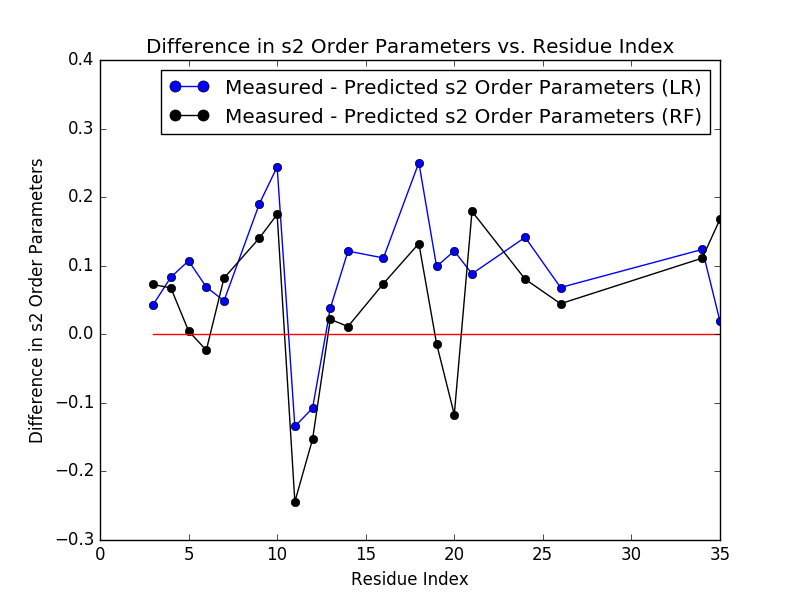 Difference in s2 Order Parameters vs. Residue Index
Measured - Predicted s2 Order Parameters (LR)
Measured - Predicted s2 Order Parameters (RF)
Difference in s2 Order Parameters
0.4
0.3
0.2
0.1
0.0
−0.1
−0.2
−0.3
0 5 10 15 20 25 30 35
Residue Index